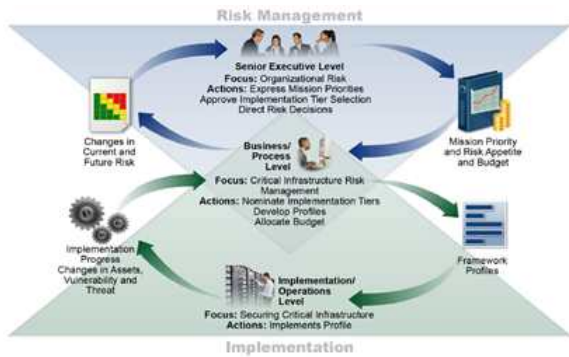 Risk Management
Senior Executive Level
Focus: Organizational Risk
Actions: Express Mission Priorities
Approve Implementation Tier Selection
Direct Risk Decisions
Changes in
Current and
Future Risk
Mission Priority
and Risk Appetite
and Budget
Business/
Process
Level
Focus: Critical Infrastructure Risk
Management
Actions: Nominate Implementation Tiers
Develop Profiles
Allocate Budget
Implementation
Progress
Changes in Assets,
Vulnerability and
Threat
Framework
Profiles
Implementation/
Operations
Level
Focus: Securing Critical Infrastructure
Actions: Implements Profile
Implementation